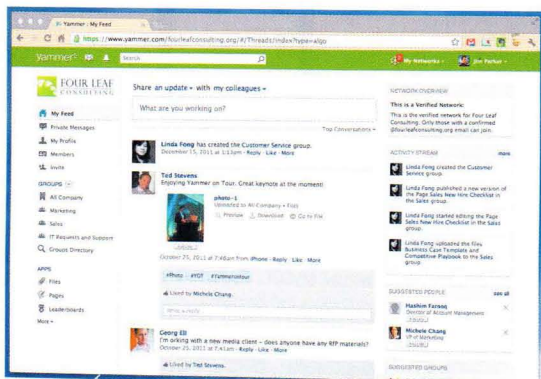 Yammer : My Feed
https://www.yammer.com/fourleafconsulting.org/#/Threads/index?type=algo
yammer
Search
My Networks
Jim Parker
FOUR LEAF
CONSULTING
My Feed
Private Messages
My Profile
Members
Invite
GROUPS
All Company
Marketing
Sales
IT Requests and Support
Groups Directory
APPS
Files
Pages
Leaderboards
More
Share an update with my colleagues
What are you working on?
Top Conversations
Linda Fong has created the Customer Service group.
December 15, 2011 at 1:13am · Reply · Like · More
Ted Stevens
Enjoying Yammer on Tour. Great keynote at the moment!
photo-1
Uploaded to All Company • Files
Preview Download Go to File
October 25, 2011 at 7:48am from iPhone · Reply · Like · More
#Photo #YOT #Yammerontour
Liked by Michele Chang.
Write a reply...
Georg Ell
I'm orking with a new media client – does anyone have any RFP materials?
October 25, 2011 at 7:41am · Reply · Like · More
Liked by Ted Stevens.
NETWORK OVERVIEW
This is a Verified Network:
This is the verified network for Four Leaf
Consulting. Only those with a confirmed
@fourleafconsulting.org email can join.
ACTIVITY STREAM more
Linda Fong created the Customer
Service group.
Linda Fong published a new version of
the Page Sales New Hire Checklist in
the Sales group.
Linda Fong started editing the Page
Sales New Hire Checklist in the Sales
group.
Linda Fong uploaded the files
Business Case Template and
Competitive Playbook to the Sales
group.
SUGGESTED PEOPLE see all
Hashim Farooq
Director of Account Management
Michele Chang
VP of Marketing
SUGGESTED GROUPS